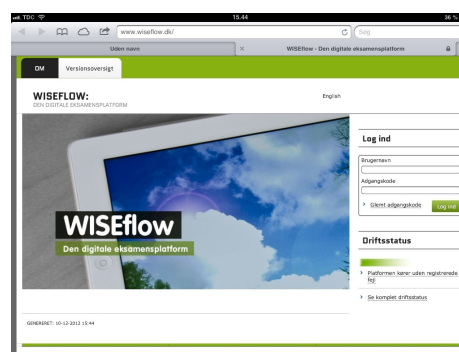 TDC 15.44 36 %
www.wiseflow.dk/ Søg
Uden navn WISEflow - Den digitale eksamensplatform
OM Versionsoversigt
WISEFLOW:
DEN DIGITALE EKSAMENSPLATFORM
English
WISEflow
Den digitale eksamensplatform
Log ind
Brugernavn
Adgangskode
Glemt adgangskode Log ind
Driftsstatus
Platformen kører uden registrerede
fejl
Se komplet driftsstatus
GENERERET: 10-12-2012 15:44